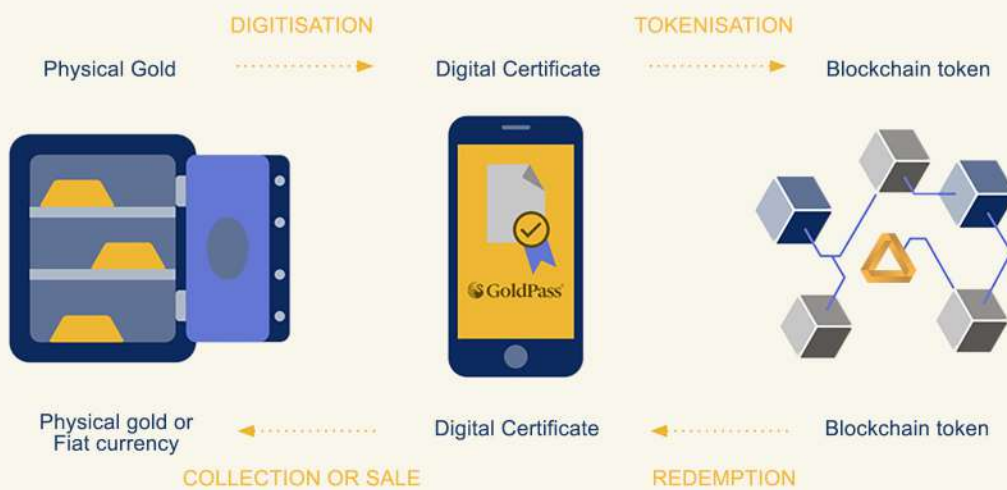 DIGITISATION
TOKENISATION
Physical Gold
Digital Certificate
Blockchain token
GoldPass®
Physical gold or
Fiat currency
Digital Certificate
Blockchain token
COLLECTION OR SALE
REDEMPTION